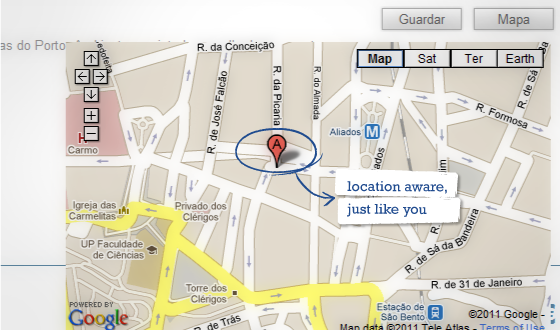 Guardar
Mapa
as do Porto
R. da Conceição
Map
Sat
Ter
Earth
R. da Picaria
R. do Almada
R. de José Falcão
R. Formosa
Aliados
M
A
H
Carmo
location aware,
just like you
Igreja das
Carmelitas
Privado dos
Clérigos
UP Faculdade
de Ciências
R. de Sá da Bandeira
R. de Sá da
Torre dos
Clérigos
R. de 31 de Janeiro
Estação de
São Bento
POWERED BY
Google
R. de Trás
©2011 Google -
Map data ©2011 Tele Atlas - Terms of Use